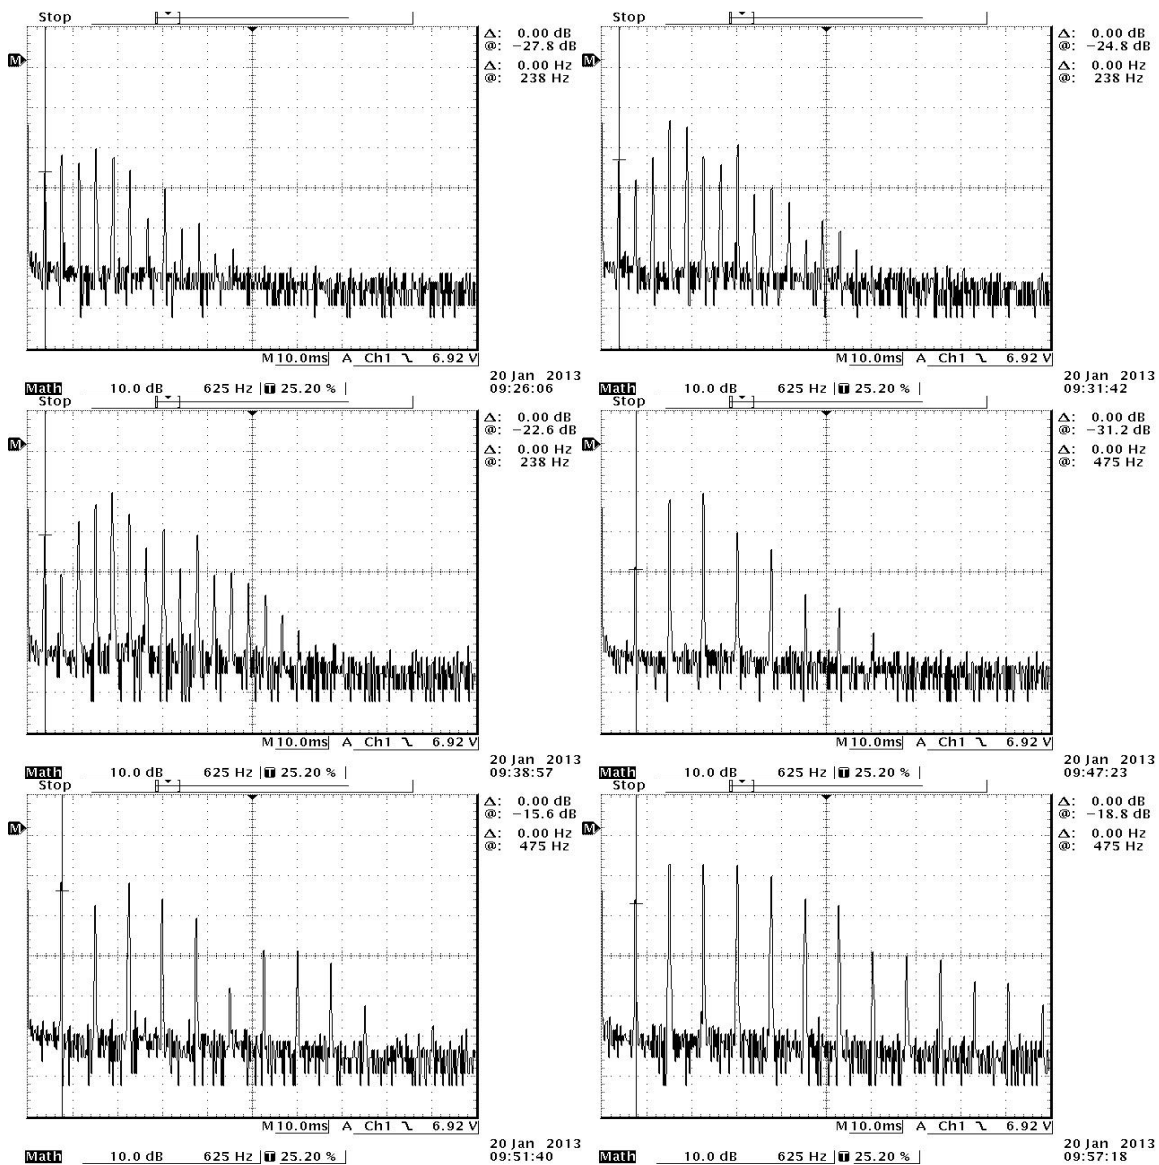 Stop
M
Δ: 0.00 dB
@: −27.8 dB
Δ: 0.00 Hz
@: 238 Hz
M 10.0ms A Ch1 6.92 V
Math 10.0 dB 625 Hz T 25.20 %
20 Jan 2013
09:26:06
Stop
M
Δ: 0.00 dB
@: −24.8 dB
Δ: 0.00 Hz
@: 238 Hz
M 10.0ms A Ch1 6.92 V
Math 10.0 dB 625 Hz T 25.20 %
20 Jan 2013
09:31:42
Stop
M
Δ: 0.00 dB
@: −22.6 dB
Δ: 0.00 Hz
@: 238 Hz
M 10.0ms A Ch1 6.92 V
Math 10.0 dB 625 Hz T 25.20 %
20 Jan 2013
09:38:57
Stop
M
Δ: 0.00 dB
@: −31.2 dB
Δ: 0.00 Hz
@: 475 Hz
M 10.0ms A Ch1 6.92 V
Math 10.0 dB 625 Hz T 25.20 %
20 Jan 2013
09:47:23
Stop
M
Δ: 0.00 dB
@: −15.6 dB
Δ: 0.00 Hz
@: 475 Hz
M 10.0ms A Ch1 6.92 V
Math 10.0 dB 625 Hz T 25.20 %
20 Jan 2013
09:51:40
Stop
M
Δ: 0.00 dB
@: −18.8 dB
Δ: 0.00 Hz
@: 475 Hz
M 10.0ms A Ch1 6.92 V
Math 10.0 dB 625 Hz T 25.20 %
20 Jan 2013
09:57:18